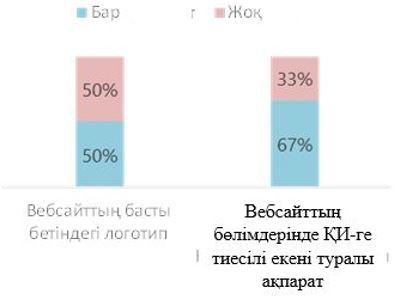 Бар
Жоқ
50%
33%
50%
67%
Вебсайттың басты
бетіндегі логотип
Вебсайттың
бөлімдерінде ҚИ-ге
тиесілі екені туралы
ақпарат